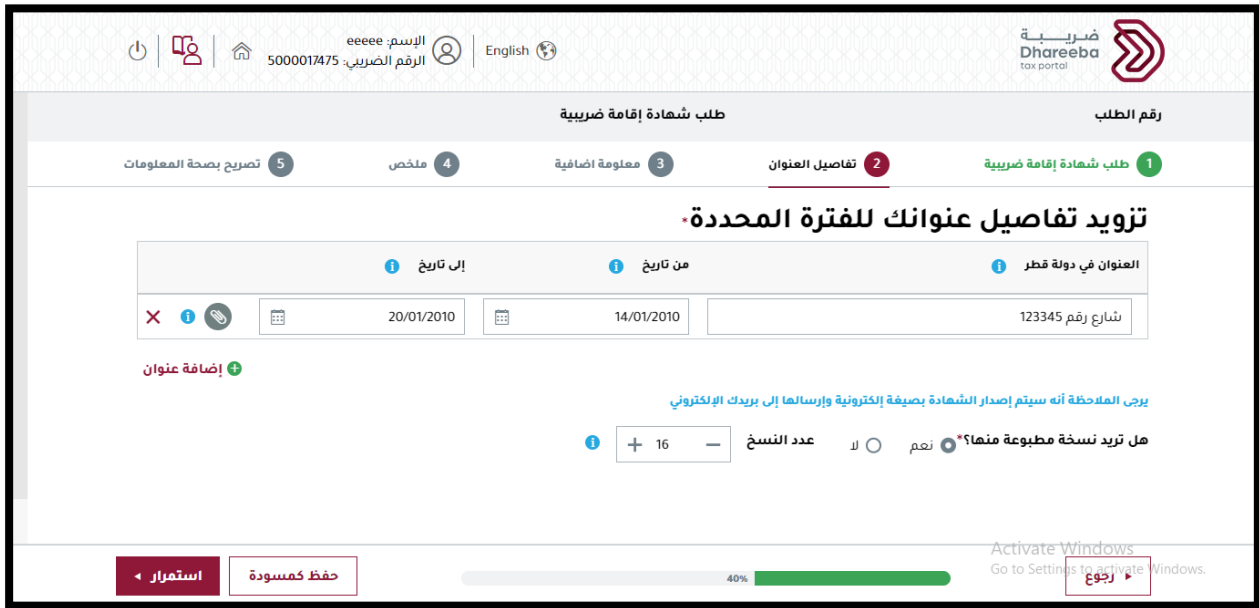 ضريبة
Dhareeba
tax portal
English
الإسم: eeeee
الرقم الضريبي: 5000017475
رقم الطلب
طلب شهادة إقامة ضريبية
1 طلب شهادة إقامة ضريبية
2 تفاصيل العنوان
3 معلومة اضافية
4 ملخص
5 تصريح بصحة المعلومات
تزويد تفاصيل عنوانك للفترة المحددة*
العنوان في دولة قطر
من تاريخ
إلى تاريخ
شارع رقم 123345
14/01/2010
20/01/2010
إضافة عنوان
يرجى الملاحظة أنه سيتم إصدار الشهادة بصيغة إلكترونية وإرسالها إلى بريدك الإلكتروني
هل تريد نسخة مطبوعة منها؟* نعم لا عدد النسخ 16
Activate Windows
Go to Settings to activate Windows.
رجوع
40%
حفظ كمسودة
استمرار